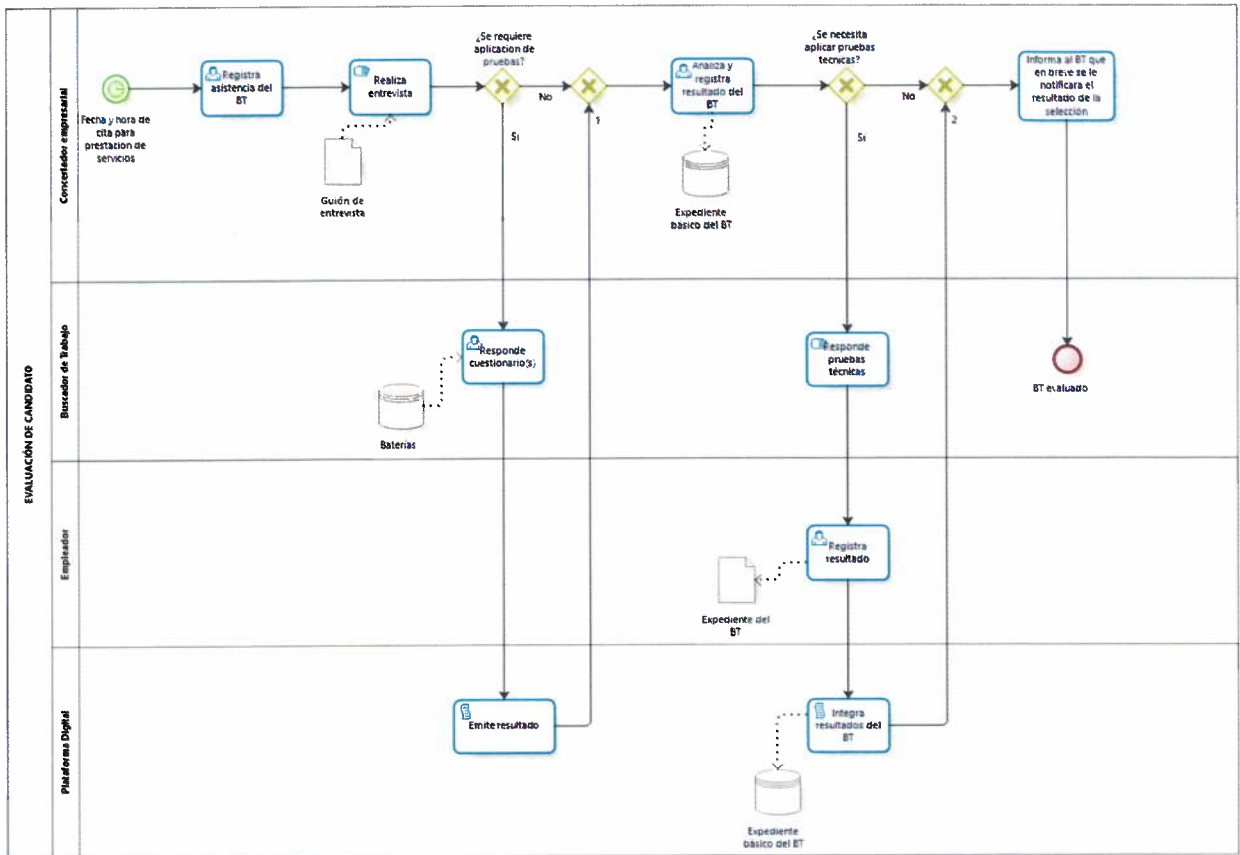 EVALUACIÓN DE CANDIDATO
Concertador empresarial
Fecha y hora de
cita para
prestacion de
servicios
Registra
asistencia del
BT
Realiza
entrevista
Guión de
entrevista
¿Se requiere
aplicacion de
pruebas?
No
Si
1
Analiza y
registra
resultado del
BT
Expediente
basico del BT
¿Se necesita
aplicar pruebas
tecnicas?
No
Si
2
Informa al BT que
en breve se le
notificara el
resultado de la
selección
Buscador de Trabajo
Responde
cuestionario(s)
Baterias
Responde
pruebas
técnicas
BT evaluado
Empleador
Registra
resultado
Expediente del
BT
Plataforma Digital
Emite resultado
Integra
resultados del
BT
Expediente
básico del BT